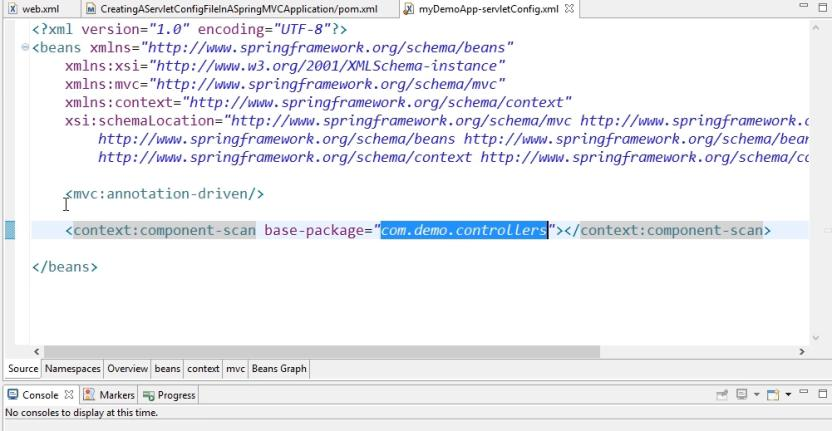 web.xml CreatingAServletConfigFileInASpringMVCApplication/pom.xml myDemoApp-servletConfig.xml
<?xml version="1.0" encoding="UTF-8"?>
<beans xmlns="http://www.springframework.org/schema/beans"
xmlns:xsi="http://www.w3.org/2001/XMLSchema-instance"
xmlns:mvc="http://www.springframework.org/schema/mvc"
xmlns:context="http://www.springframework.org/schema/context"
xsi:schemaLocation="http://www.springframework.org/schema/mvc http://www.springframework.
http://www.springframework.org/schema/beans http://www.springframework.org/schema/
http://www.springframework.org/schema/context http://www.springframework.org/schema/
<mvc:annotation-driven/>
<context:component-scan base-package="com.demo.controllers"></context:component-scan>
</beans>
Source Namespaces Overview beans context mvc Beans Graph
Console Markers Progress
No consoles to display at this time.